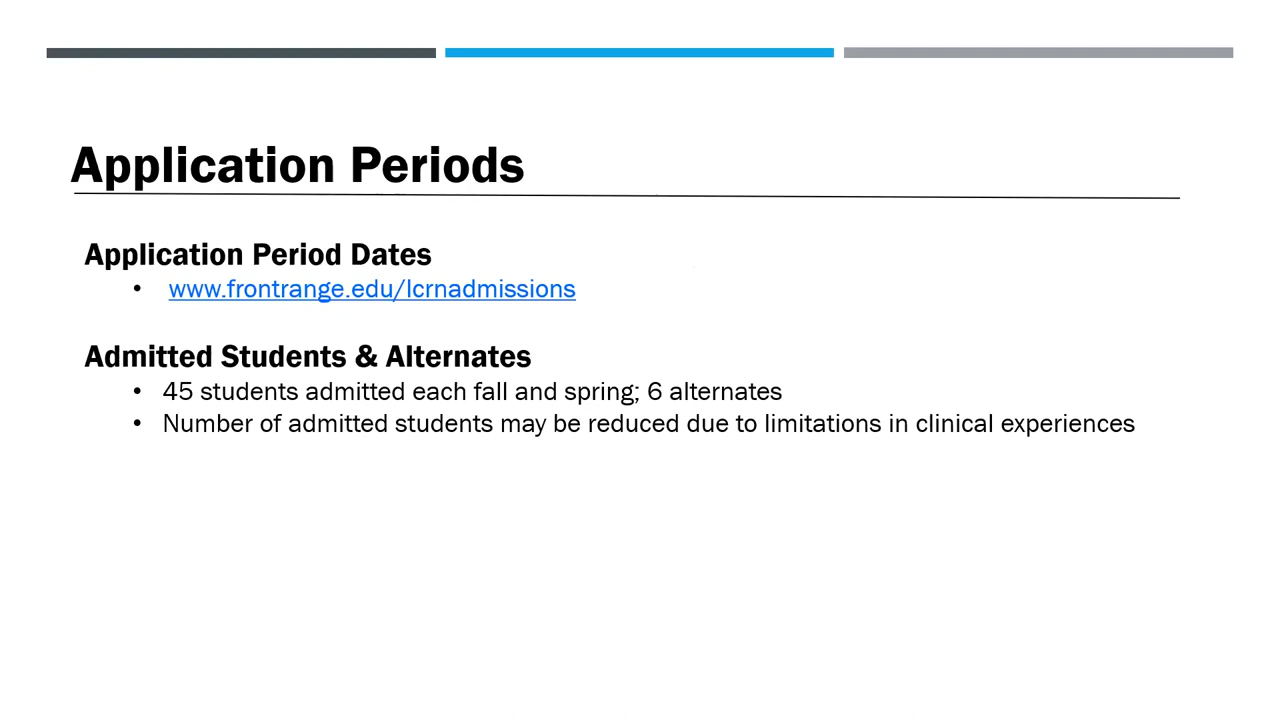 Application Periods
Application Period Dates
• www.frontrange.edu/lcrnadmissions
Admitted Students & Alternates
• 45 students admitted each fall and spring; 6 alternates
• Number of admitted students may be reduced due to limitations in clinical experiences